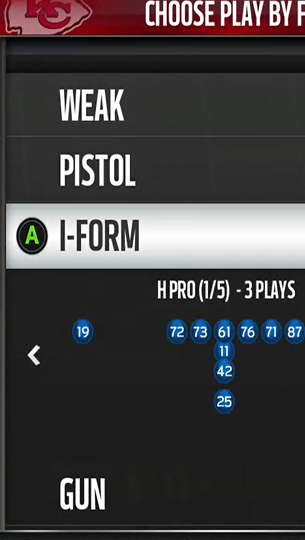 KC
CHOOSE PLAY BY F
WEAK
PISTOL
A I-FORM
H PRO (1/5) - 3 PLAYS
19 72 73 61 76 71 87
11
42
25
GUN